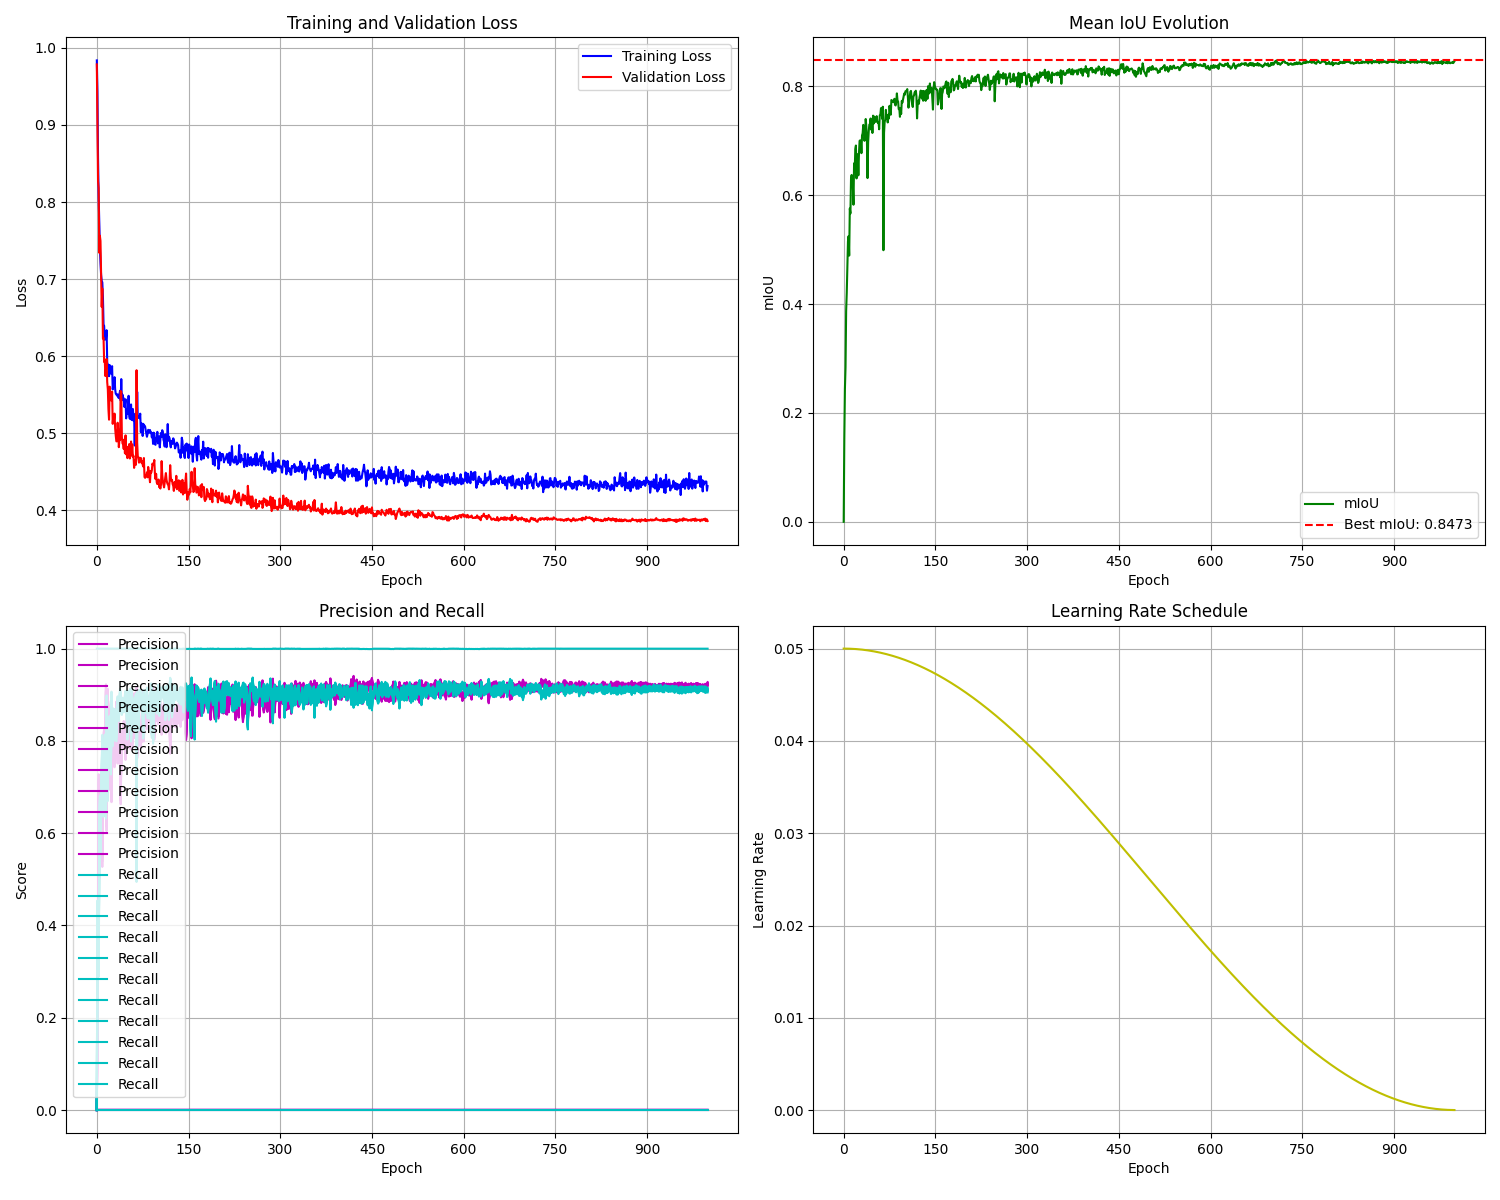 Training and Validation Loss
1.0
0.9
0.8
0.7
0.6
0.5
0.4
Loss
Training Loss
Validation Loss
0 150 300 450 600 750 900
Epoch
Mean IoU Evolution
0.8
0.6
0.4
0.2
0.0
mIoU
mIoU
Best mIoU: 0.8473
0 150 300 450 600 750 900
Epoch
Precision and Recall
1.0
0.8
0.6
0.4
0.2
0.0
Score
Precision
Precision
Precision
Precision
Precision
Precision
Precision
Precision
Precision
Precision
Precision
Recall
Recall
Recall
Recall
Recall
Recall
Recall
Recall
Recall
Recall
Recall
0 150 300 450 600 750 900
Epoch
Learning Rate Schedule
0.05
0.04
0.03
0.02
0.01
0.00
Learning Rate
0 150 300 450 600 750 900
Epoch